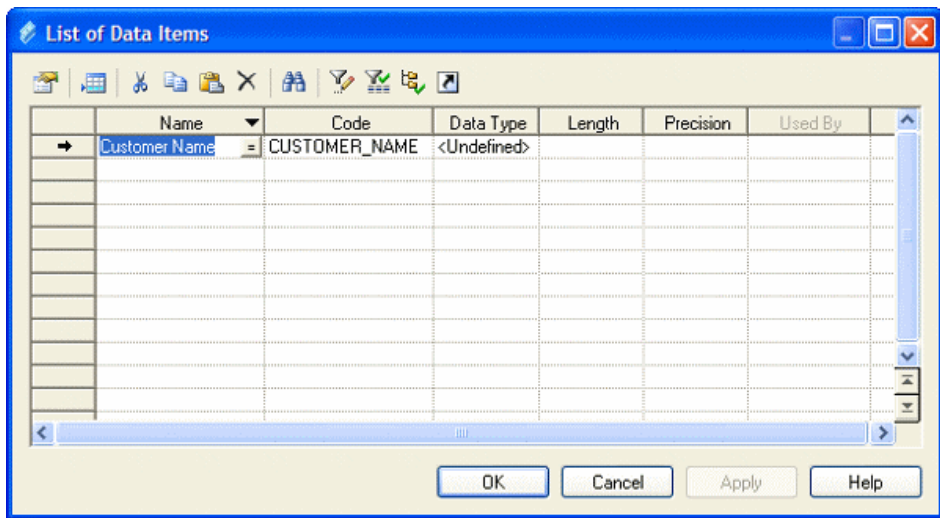 List of Data Items
Name Code Data Type Length Precision Used By
Customer Name = CUSTOMER_NAME <Undefined>
OK Cancel Apply Help